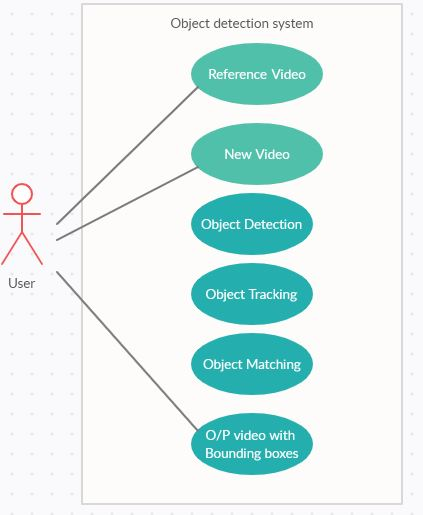 Object detection system
Reference Video
New Video
Object Detection
Object Tracking
User
Object Matching
O/P video with
Bounding boxes